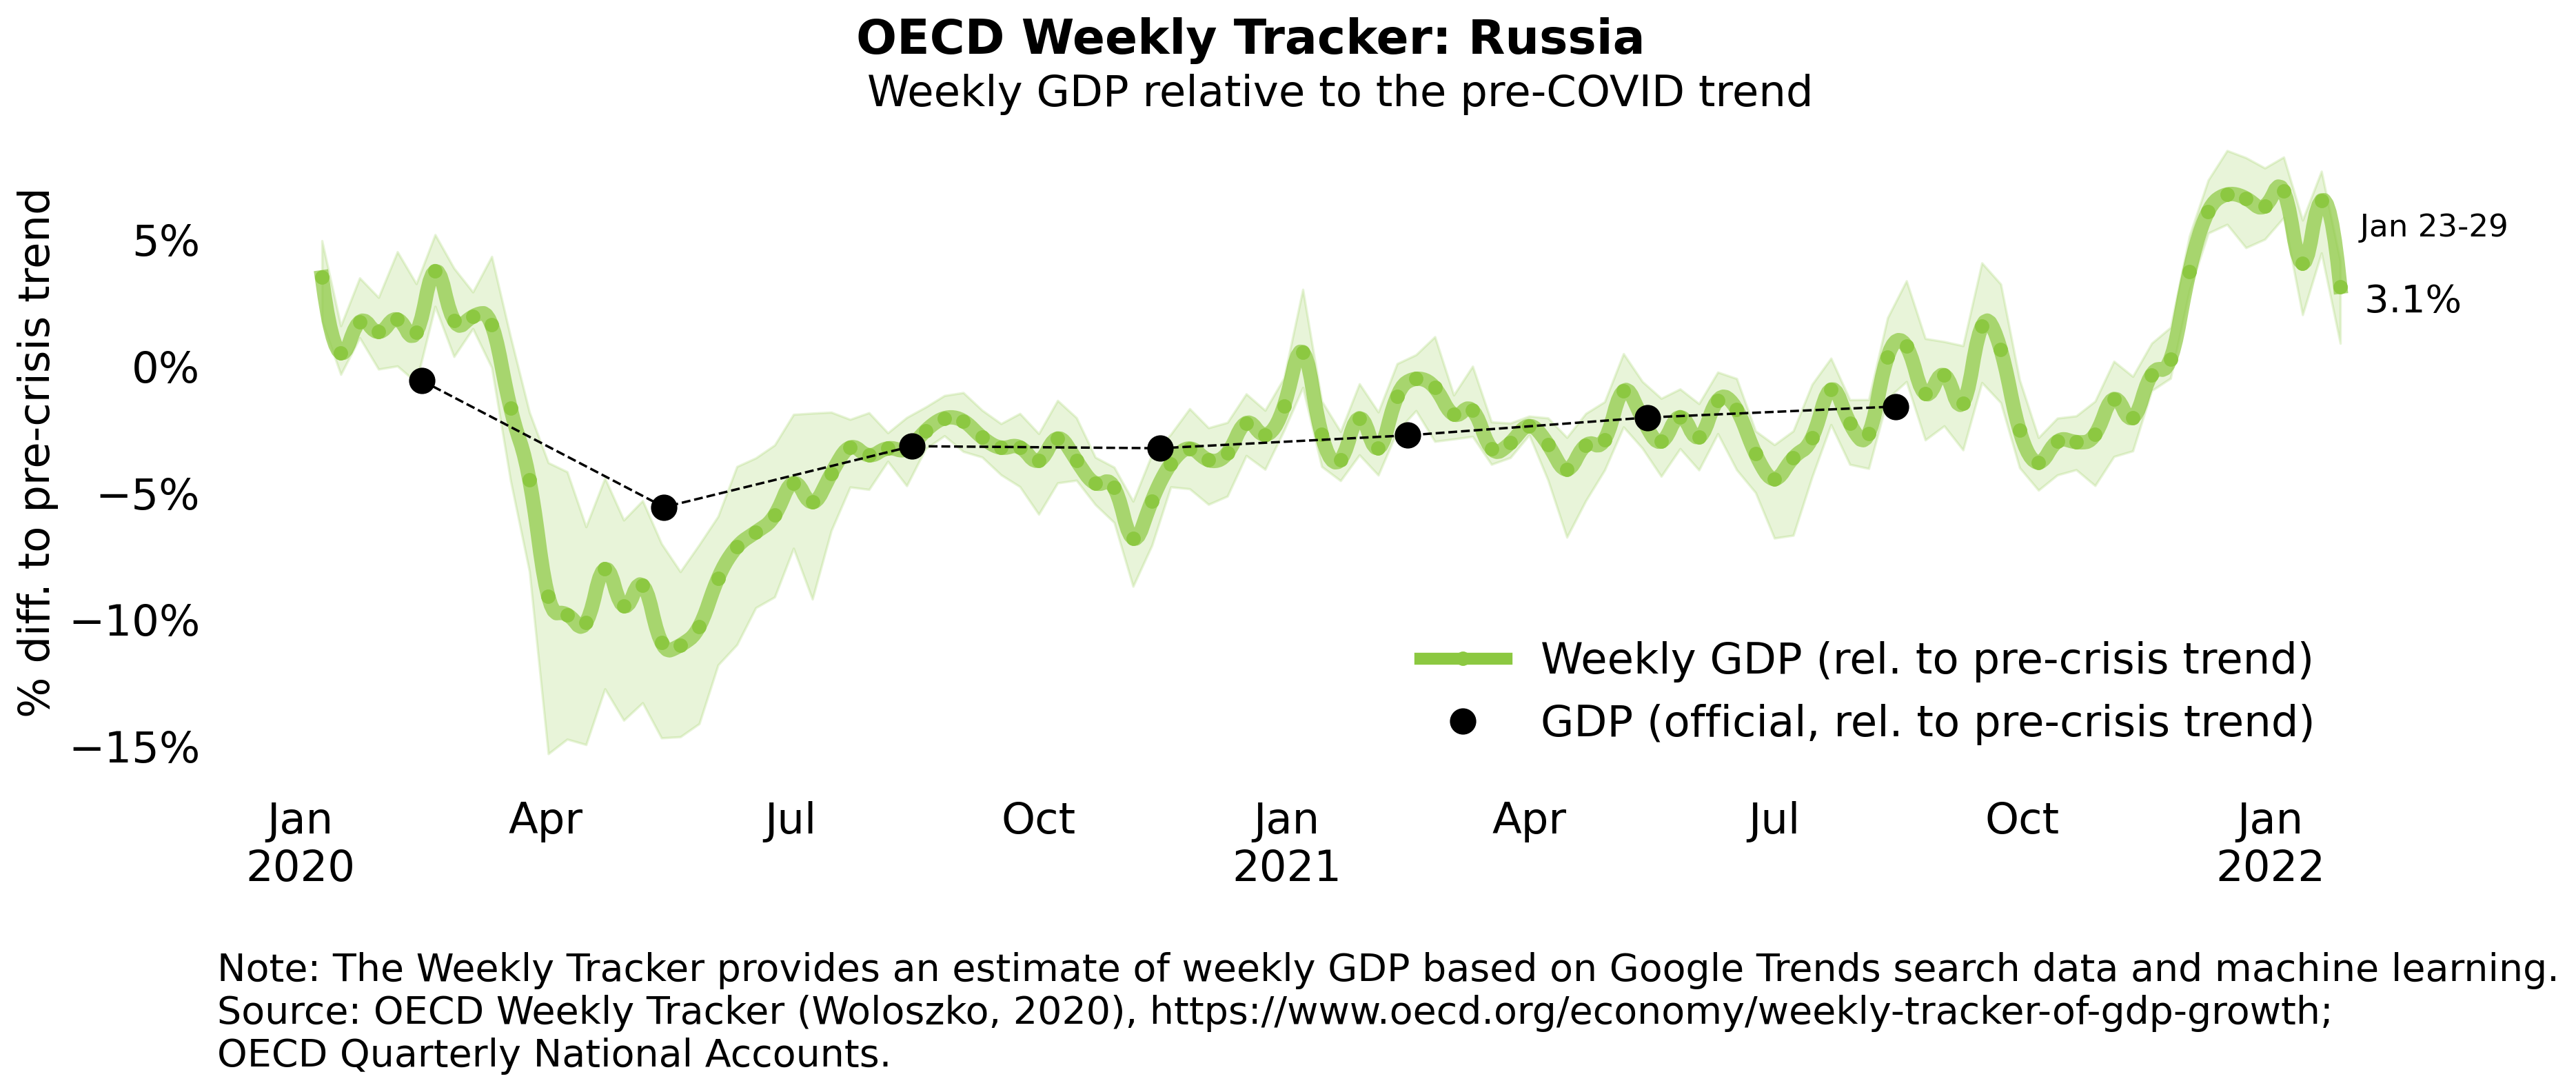 OECD Weekly Tracker: Russia
Weekly GDP relative to the pre-COVID trend
% diff. to pre-crisis trend
5%
0%
−5%
−10%
−15%
Jan 23-29
3.1%
Weekly GDP (rel. to pre-crisis trend)
GDP (official, rel. to pre-crisis trend)
Jan Apr Jul Oct Jan Apr Jul Oct Jan
2020 2021 2022
Note: The Weekly Tracker provides an estimate of weekly GDP based on Google Trends search data and machine learning.
Source: OECD Weekly Tracker (Woloszko, 2020), https://www.oecd.org/economy/weekly-tracker-of-gdp-growth;
OECD Quarterly National Accounts.